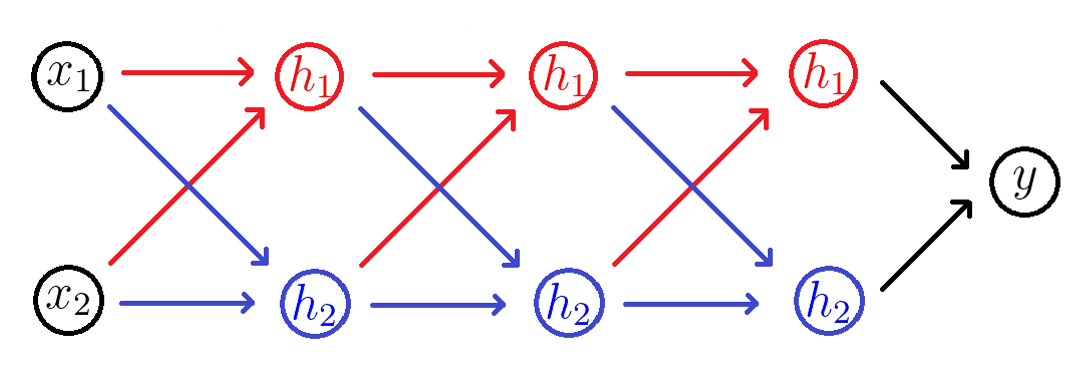 x₁ h₁ h₁ h₁
y
x₂ h₂ h₂ h₂